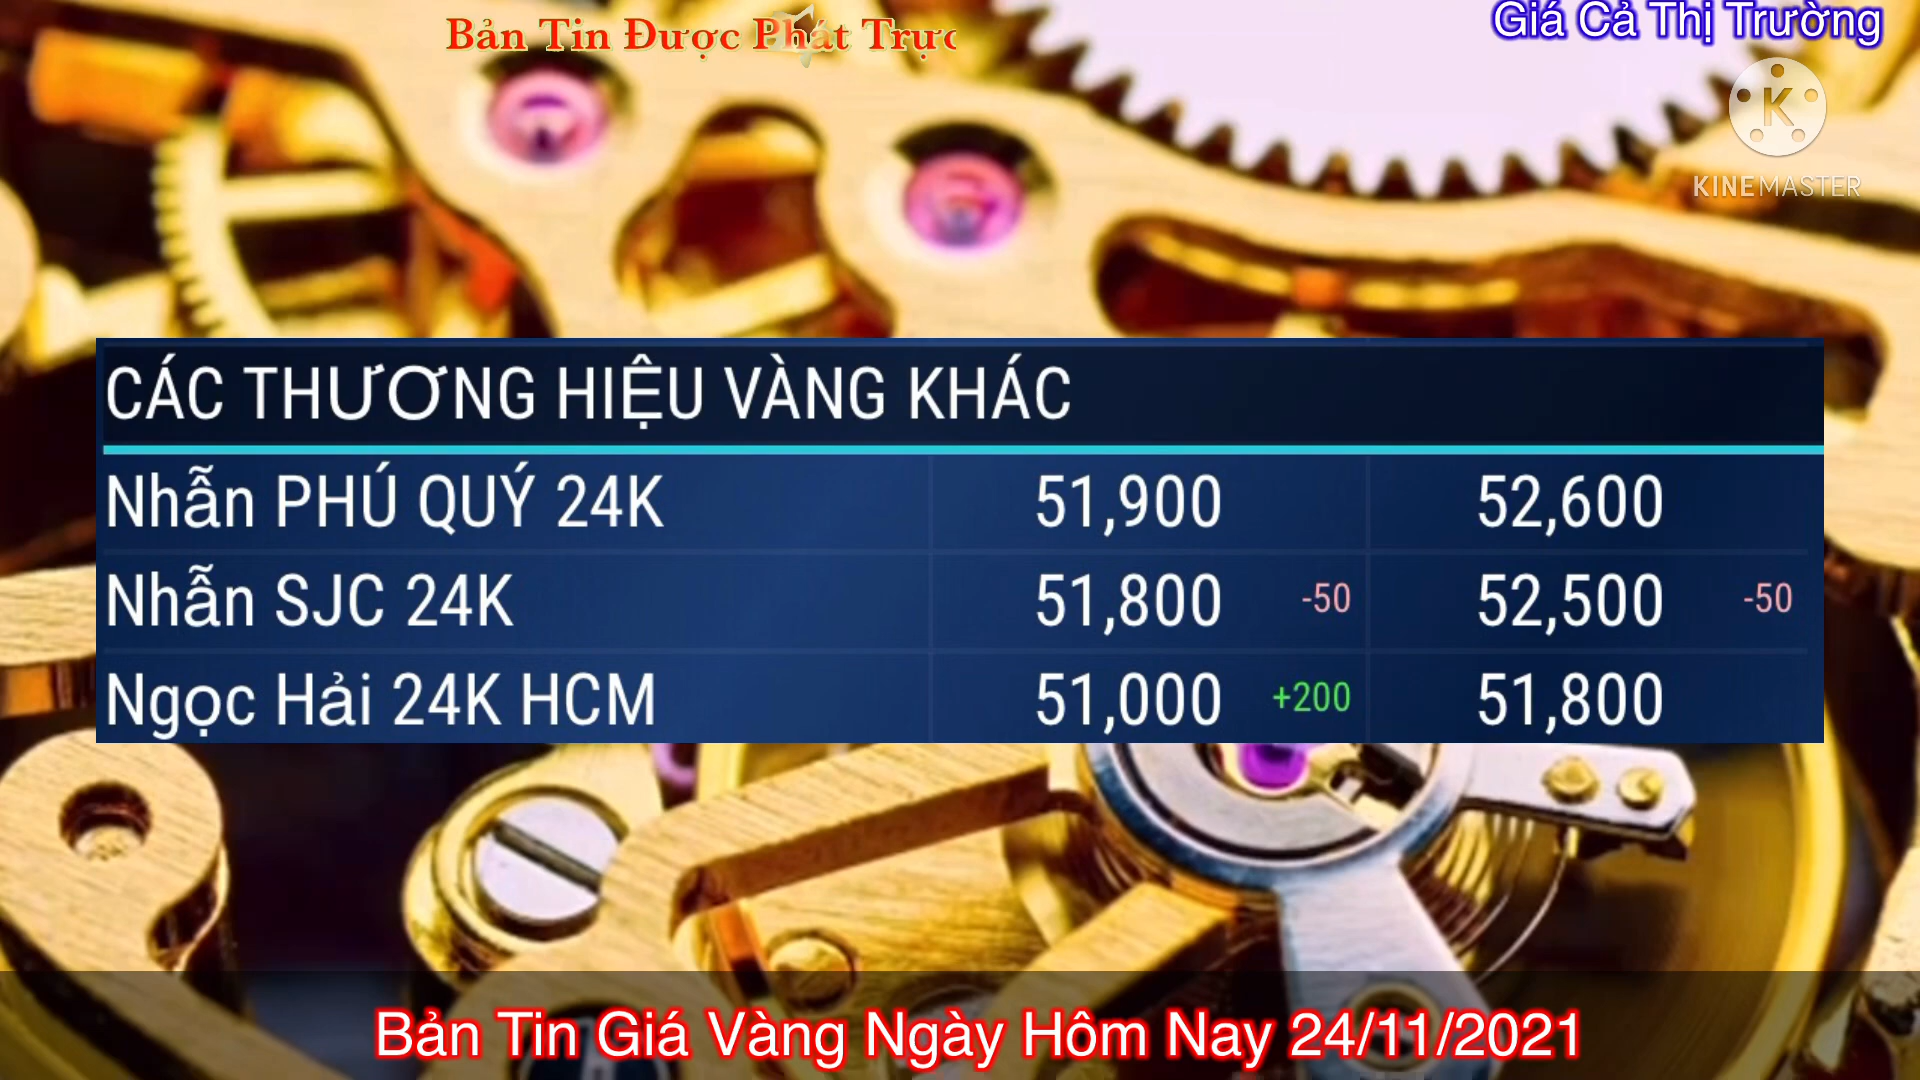 Bản Tin Được Phát Trực
Giá Cả Thị Trường
KINEMASTER
CÁC THƯƠNG HIỆU VÀNG KHÁC
Nhẫn PHÚ QUÝ 24K 51,900 52,600
Nhẫn SJC 24K 51,800 -50 52,500 -50
Ngọc Hải 24K HCM 51,000 +200 51,800
Bản Tin Giá Vàng Ngày Hôm Nay 24/11/2021